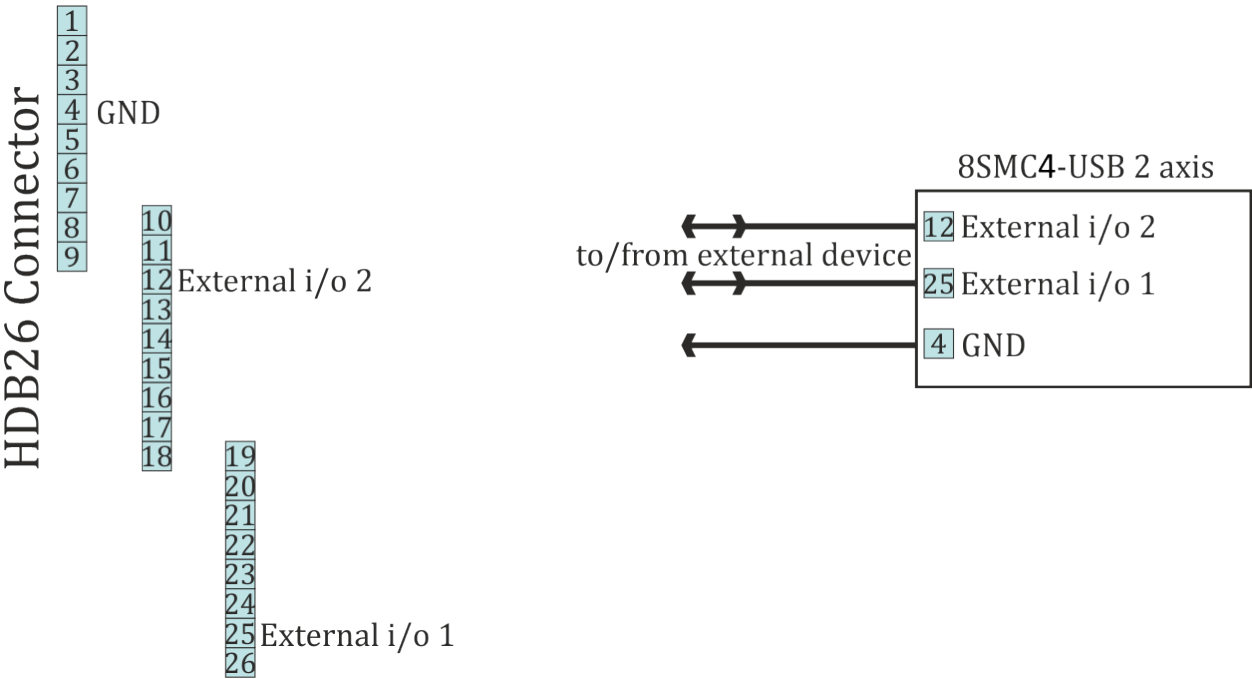 HDB26 Connector
1
2
3
4 GND
5
6
7
8
9
10
11
12 External i/o 2
13
14
15
16
17
18
19
20
21
22
23
24
25 External i/o 1
26
8SMC4-USB 2 axis
12 External i/o 2
to/from external device
25 External i/o 1
4 GND